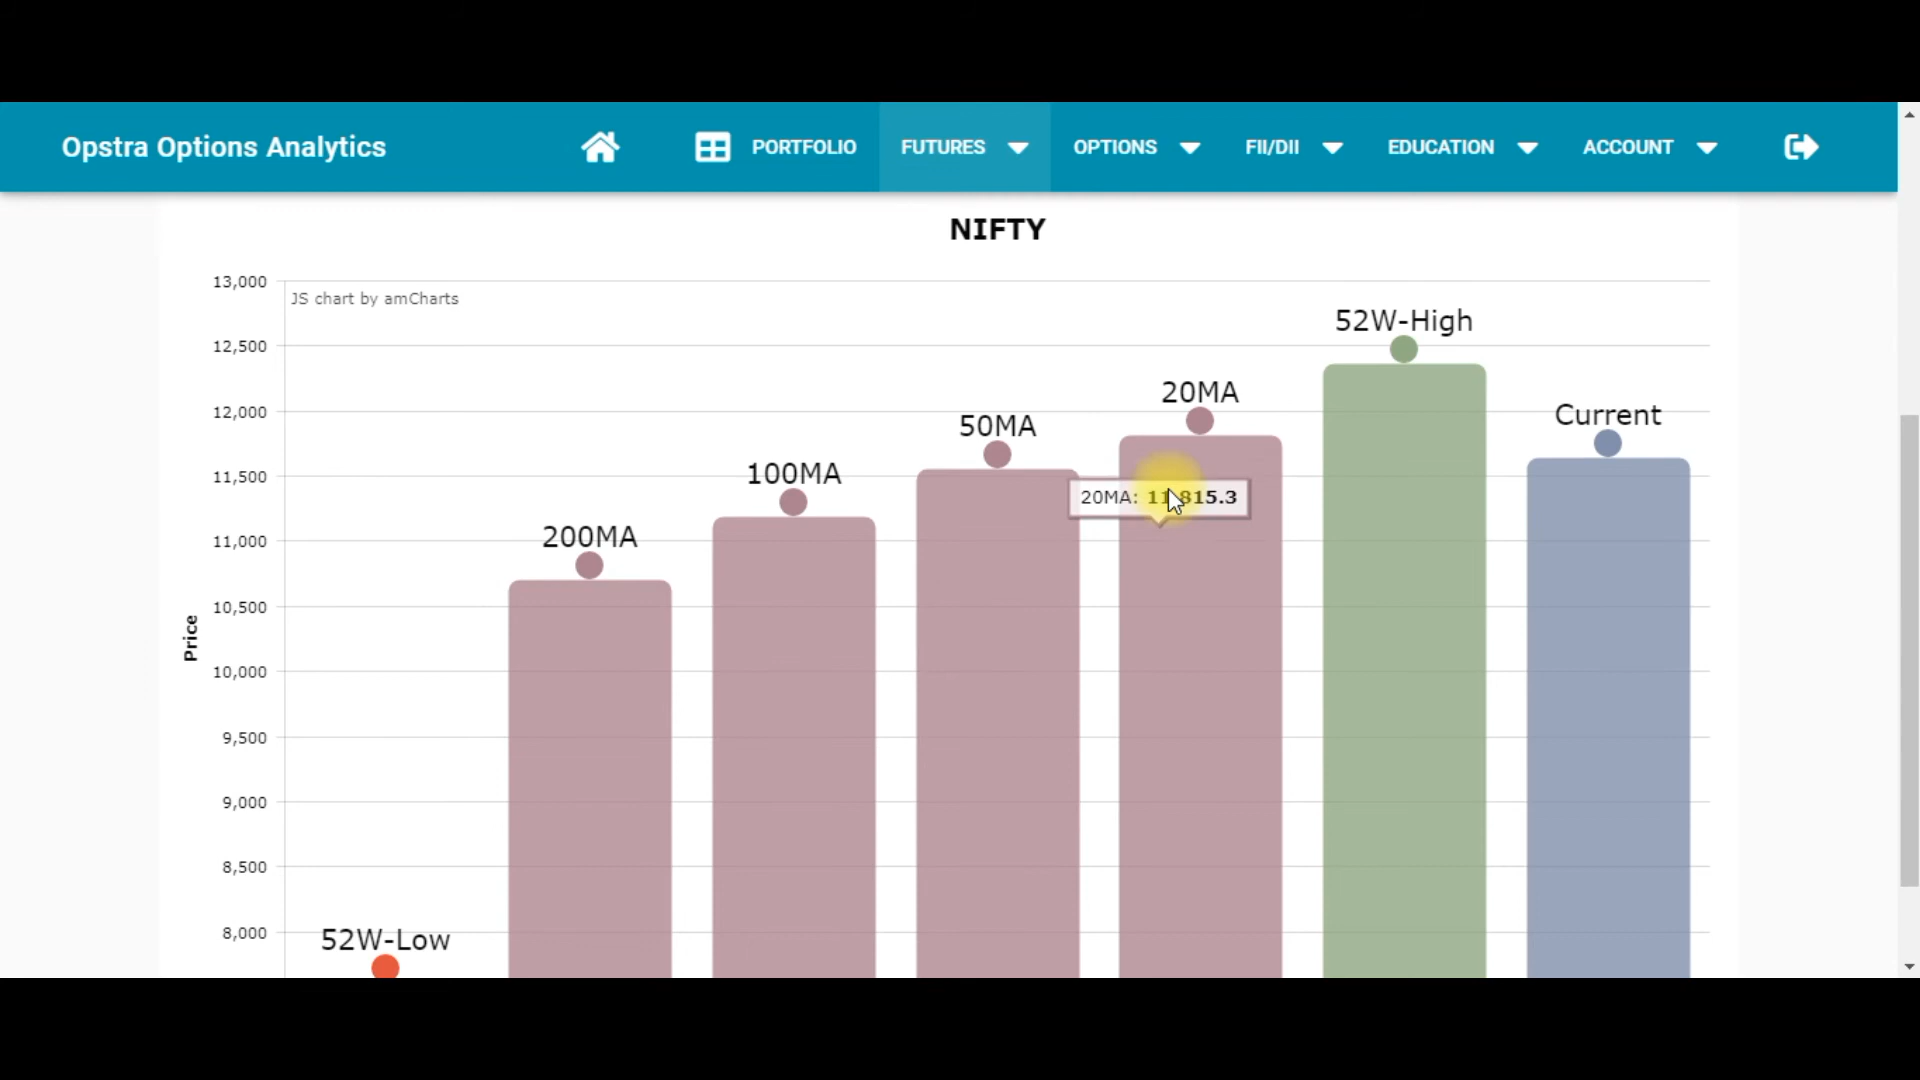 Opstra Options Analytics
PORTFOLIO
FUTURES
OPTIONS
FII/DII
EDUCATION
ACCOUNT
NIFTY
13,000
JS chart by amCharts
52W-High
12,500
20MA
12,000
Current
50MA
11,500
100MA
20MA: 11,815.3
200MA
11,000
10,500
Price
10,000
9,500
9,000
8,500
8,000
52W-Low